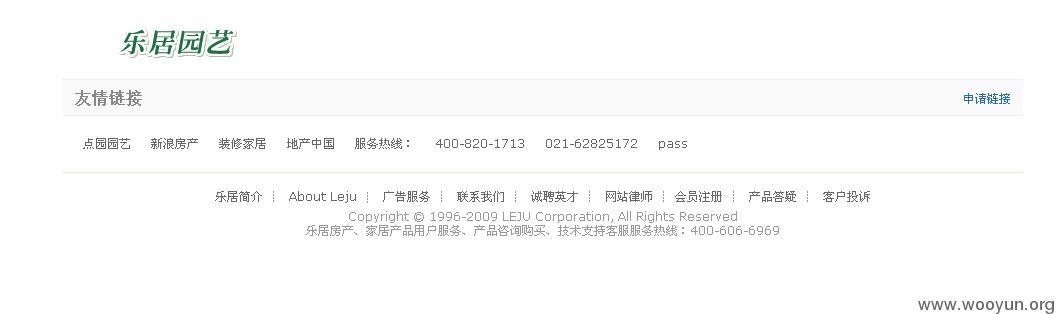 乐居园艺
友情链接 申请链接
点园园艺 新浪房产 装修家居 地产中国 服务热线： 400-820-1713 021-62825172 pass
乐居简介 ┊ About Leju ┊ 广告服务 ┊ 联系我们 ┊ 诚聘英才 ┊ 网站律师 ┊ 会员注册 ┊ 产品答疑 ┊ 客户投诉
Copyright © 1996-2009 LEJU Corporation, All Rights Reserved
乐居房产、家居产品用户服务、产品咨询购买、技术支持客服服务热线：400-606-6969
www.wooyun.org